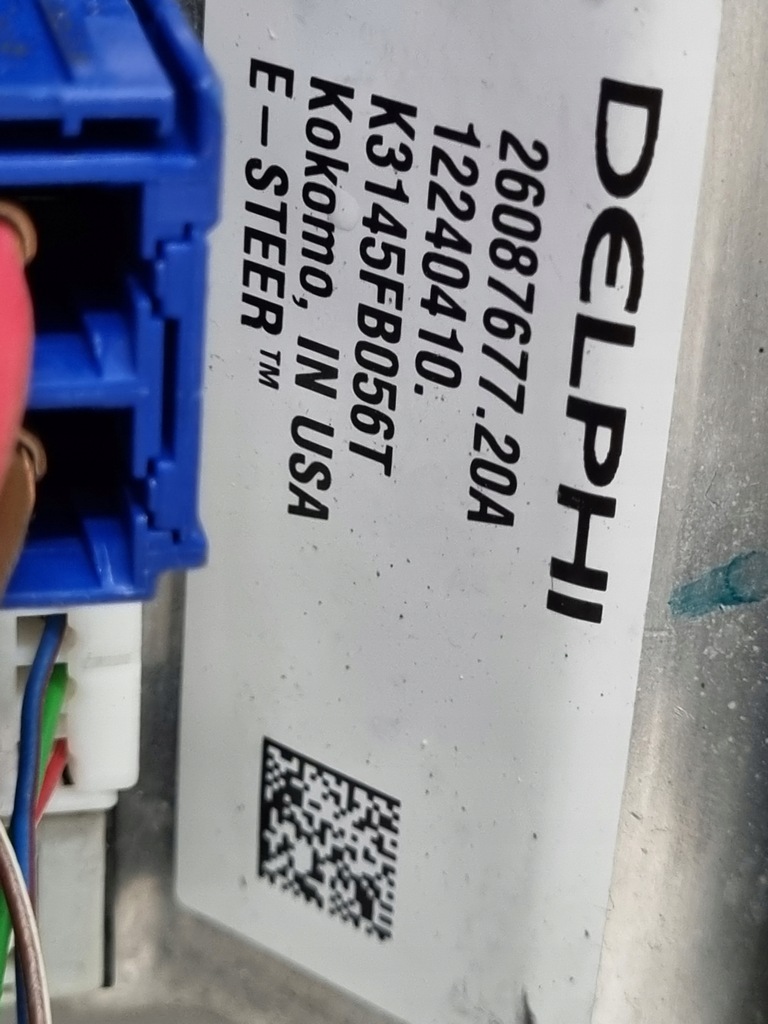 DELPHI
26087677.20A
12240410.
K3145FB056T
Kokomo, IN USA
E-STEER™